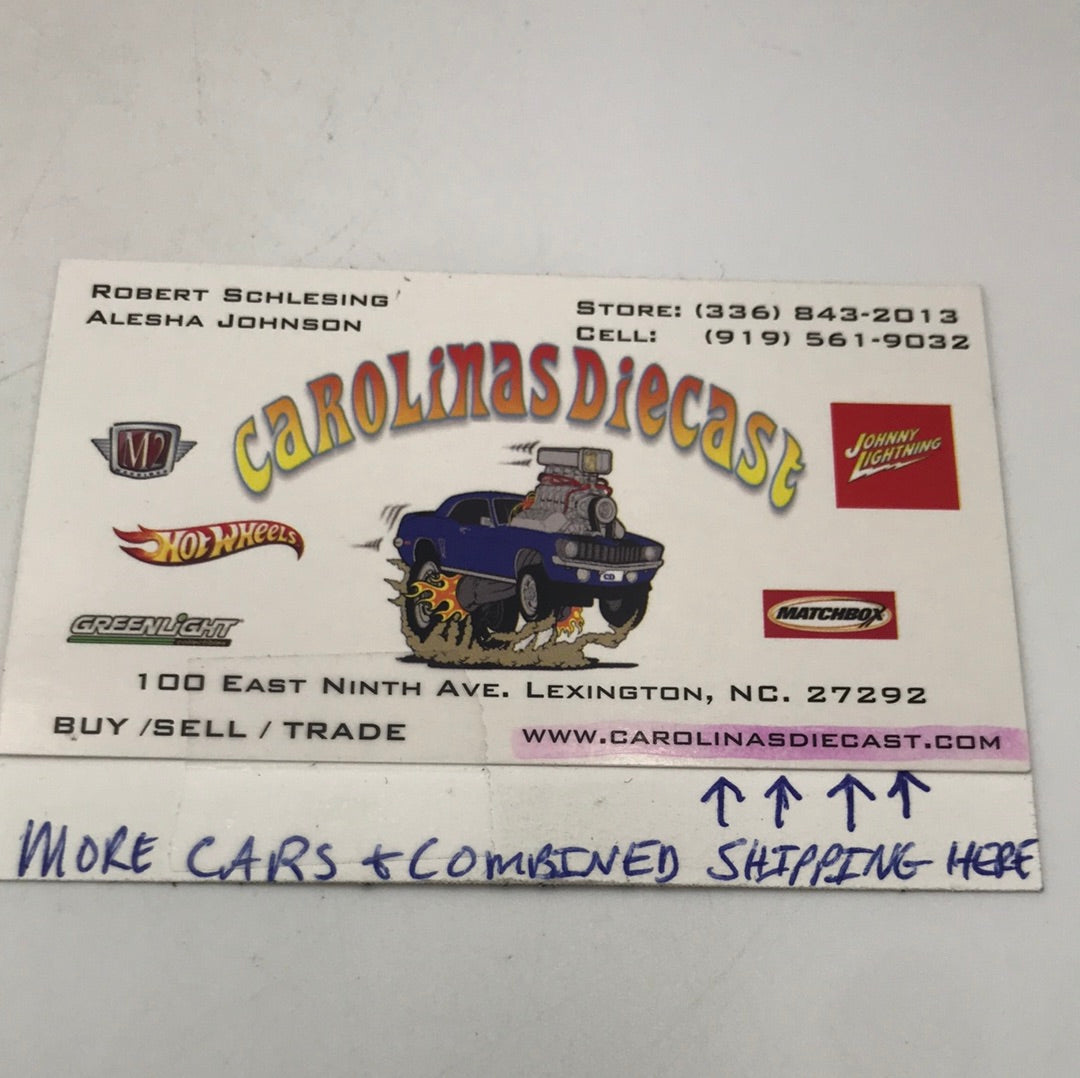 ROBERT SCHLESING
ALESHA JOHNSON
STORE: (336) 843-2013
CELL: (919) 561-9032
CAROLINAS DIECAST
M2
JOHNNY
LIGHTNING
HOT WHEELS
CD
GREENLIGHT
MATCHBOX
100 EAST NINTH AVE. LEXINGTON, NC. 27292
BUY /SELL / TRADE
WWW.CAROLINASDIECAST.COM
MORE CARS & COMBINED SHIPPING HERE